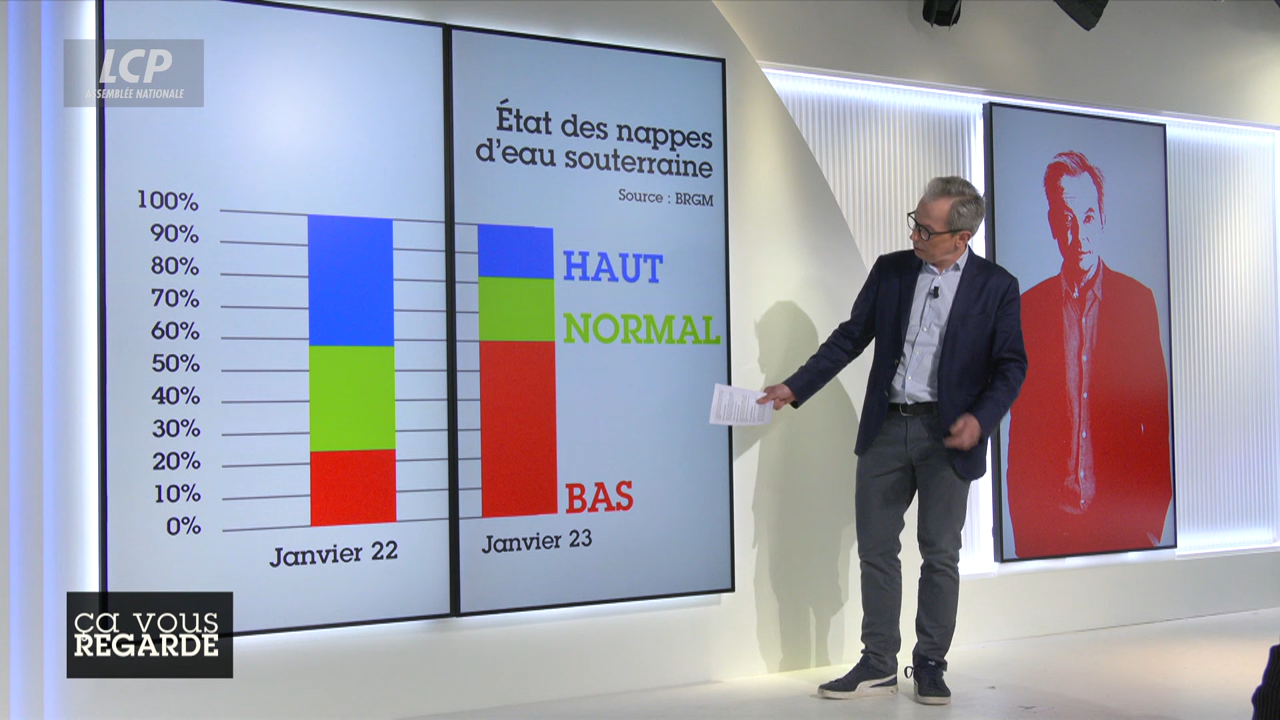 LCP
ASSEMBLÉE NATIONALE
État des nappes
d'eau souterraine
Source : BRGM
100%
90%
80%
70%
60%
50%
40%
30%
20%
10%
0%
HAUT
NORMAL
BAS
Janvier 22
Janvier 23
ça vous
REGARDE